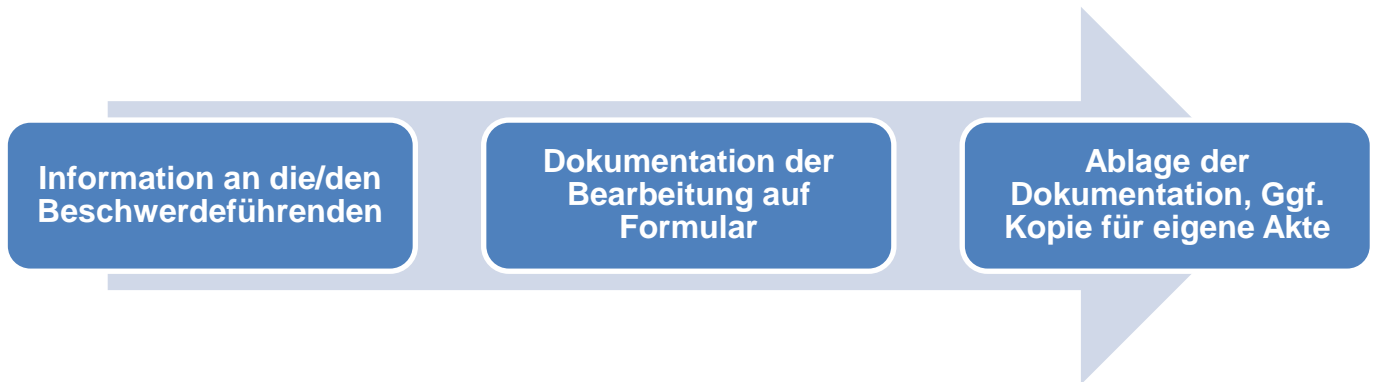 Information an die/den
Beschwerdeführenden
Dokumentation der
Bearbeitung auf
Formular
Ablage der
Dokumentation, Ggf.
Kopie für eigene Akte